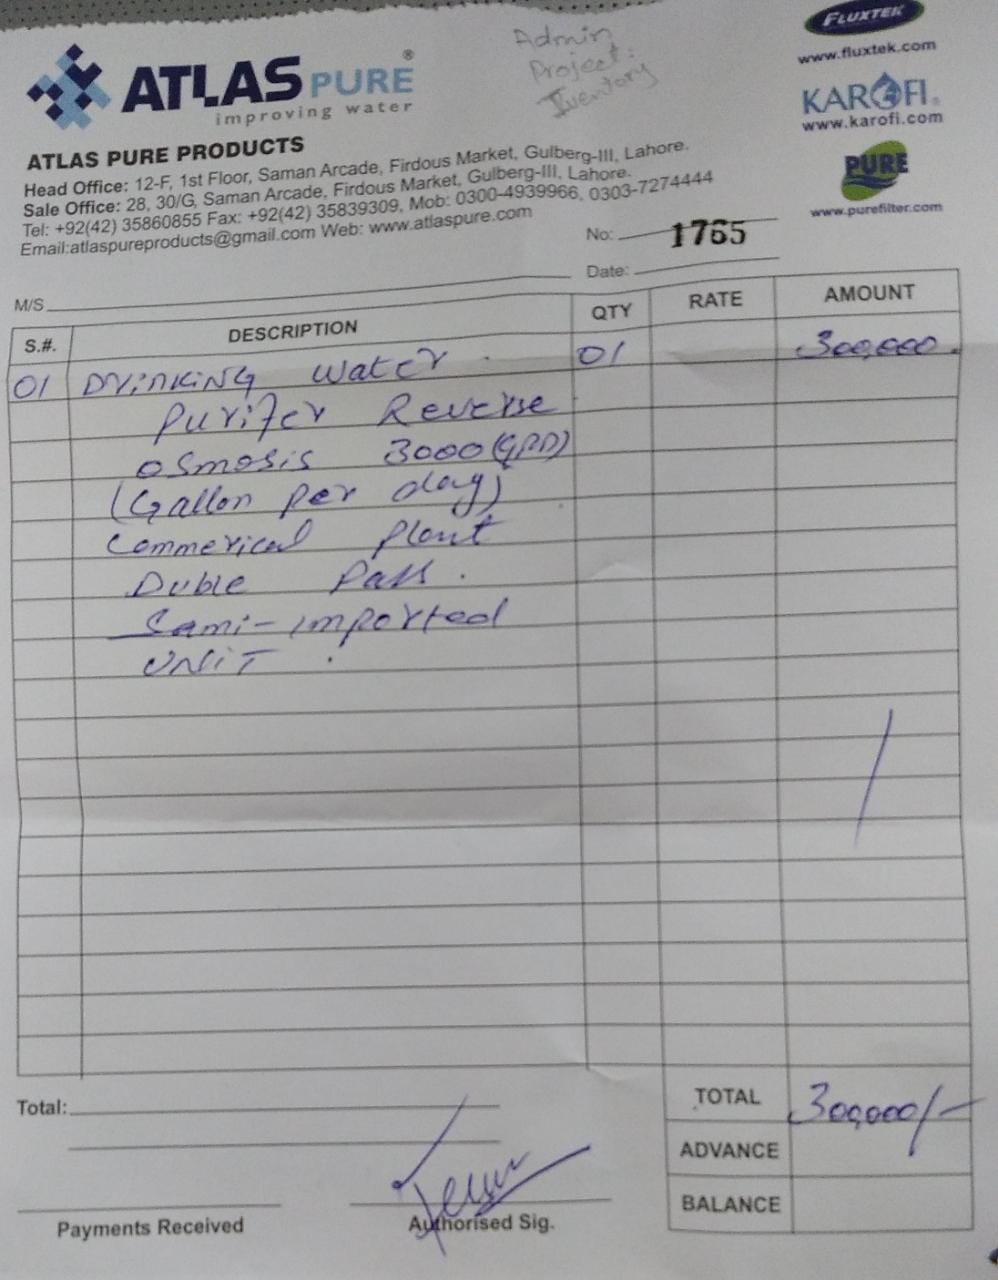 ATLAS PURE ®
improving water
Admin
Project:
Iventory
FLUXTEK
www.fluxtek.com
KAROFI
www.karofi.com
PURE
www.purefilter.com
ATLAS PURE PRODUCTS
Head Office: 12-F, 1st Floor, Saman Arcade, Firdous Market, Gulberg-III, Lahore.
Sale Office: 28, 30/G, Saman Arcade, Firdous Market, Gulberg-III, Lahore.
Tel: +92(42) 35860855 Fax: +92(42) 35839309, Mob: 0300-4939966, 0303-7274444
Email:atlaspureproducts@gmail.com Web: www.atlaspure.com
No: 1765
Date:
M/S
S.#. DESCRIPTION QTY RATE AMOUNT
01 Drinking Water 01 300,000.
Purifer Reverse
Osmosis 3000 (GPD)
(Gallon per day)
Commerical Plant
Duble Pass.
Sami-imported
UNIT.
Total:
TOTAL 300,000/-
ADVANCE
BALANCE
Payments Received
Authorised Sig.